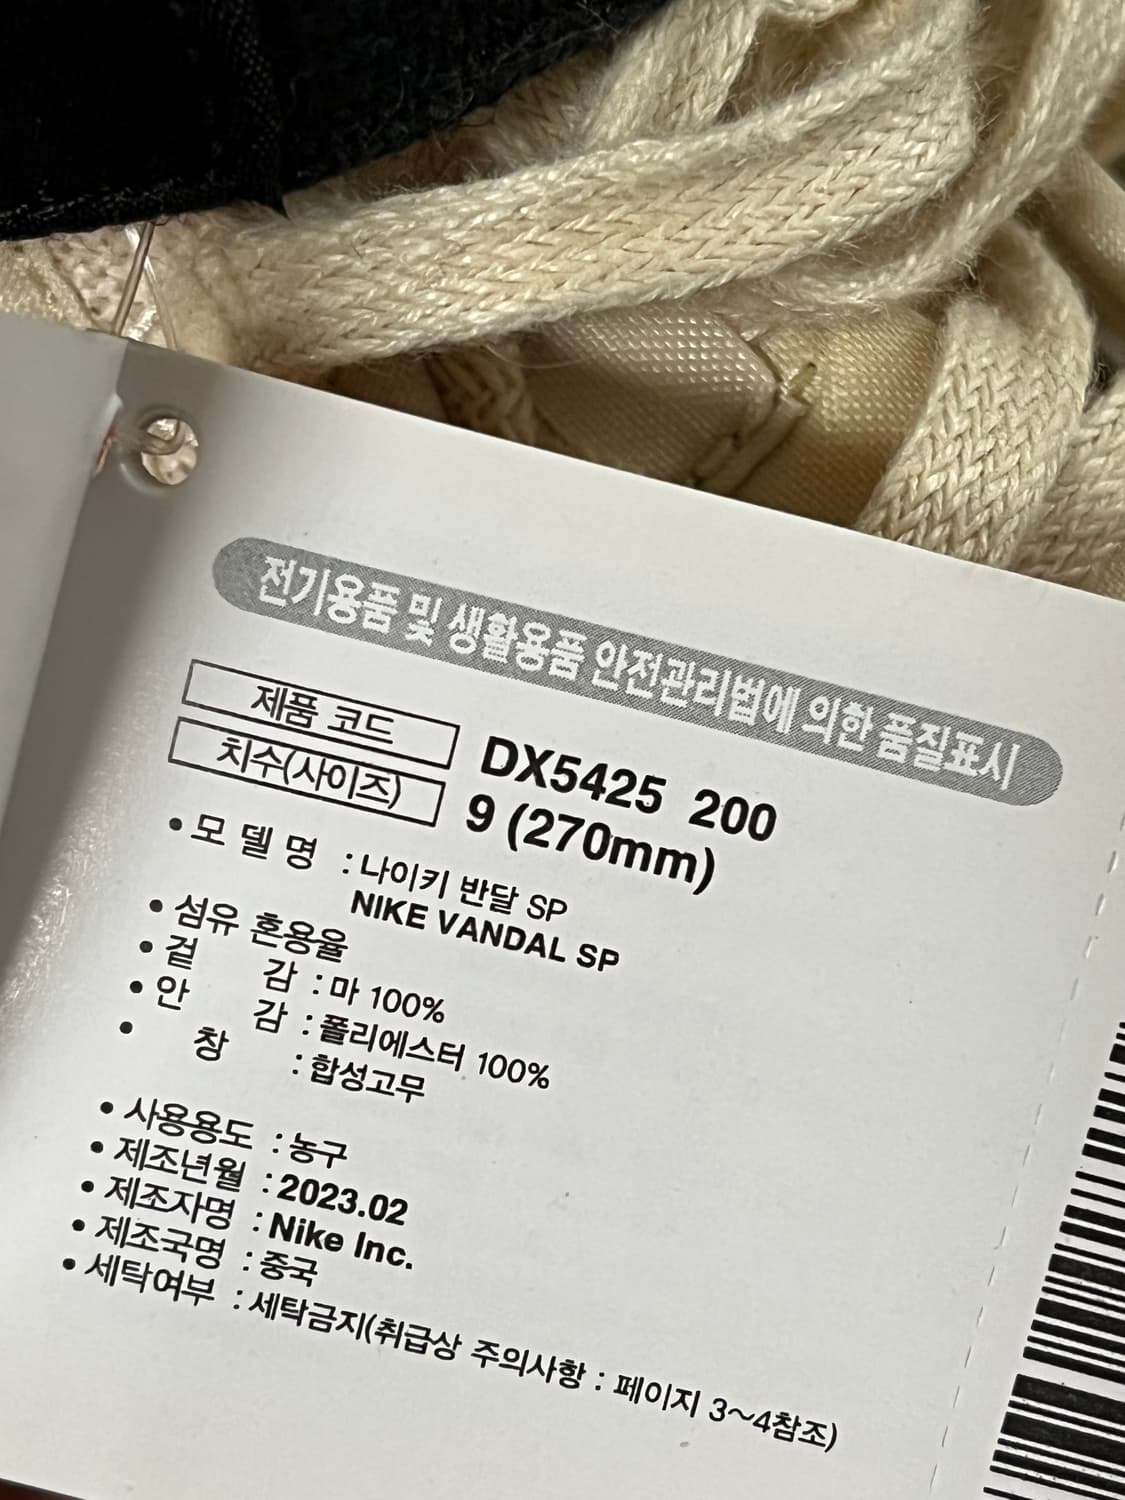 전기용품 및 생활용품 안전관리법에 의한 품질표시
제품 코드 DX5425 200
치수(사이즈) 9 (270mm)
• 모 델 명 : 나이키 반달 SP
NIKE VANDAL SP
• 섬유 혼용율
• 겉 감 : 마 100%
• 안 감 : 폴리에스터 100%
• 창 : 합성고무
• 사용용도 : 농구
• 제조년월 : 2023.02
• 제조자명 : Nike Inc.
• 제조국명 : 중국
• 세탁여부 : 세탁금지(취급상 주의사항 : 페이지 3~4참조)